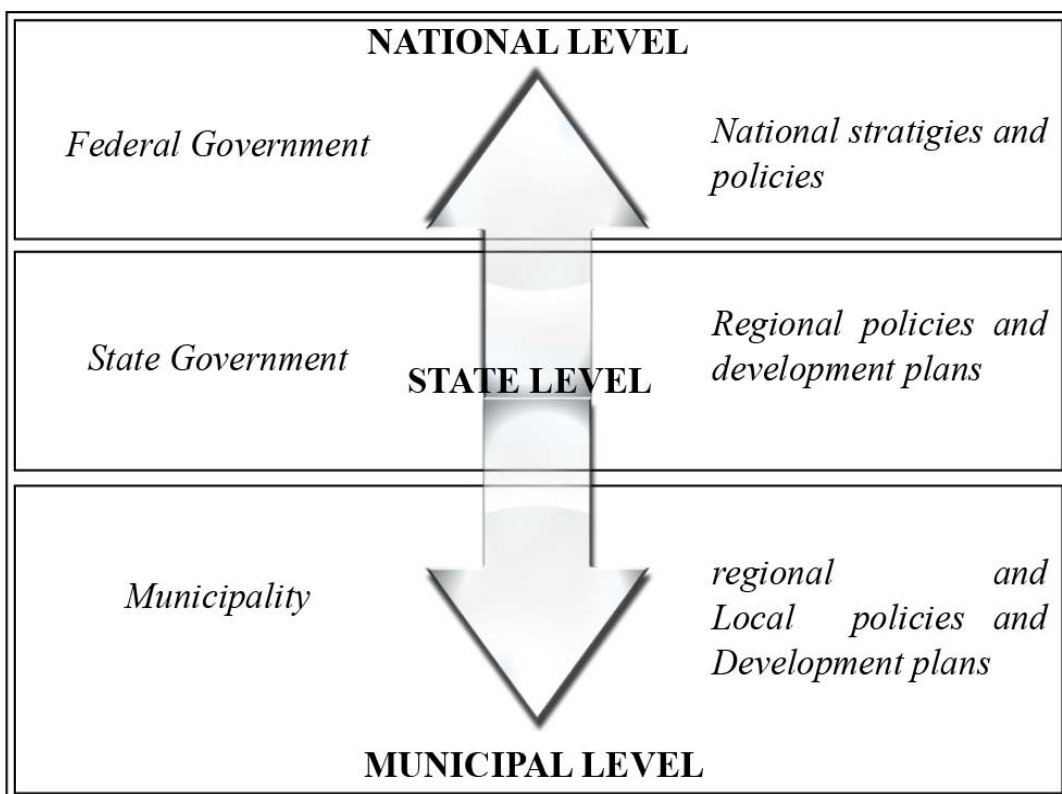 NATIONAL LEVEL
Federal Government
National stratigies and
policies
State Government
STATE LEVEL
Regional policies and
development plans
Municipality
regional and
Local policies and
Development plans
MUNICIPAL LEVEL